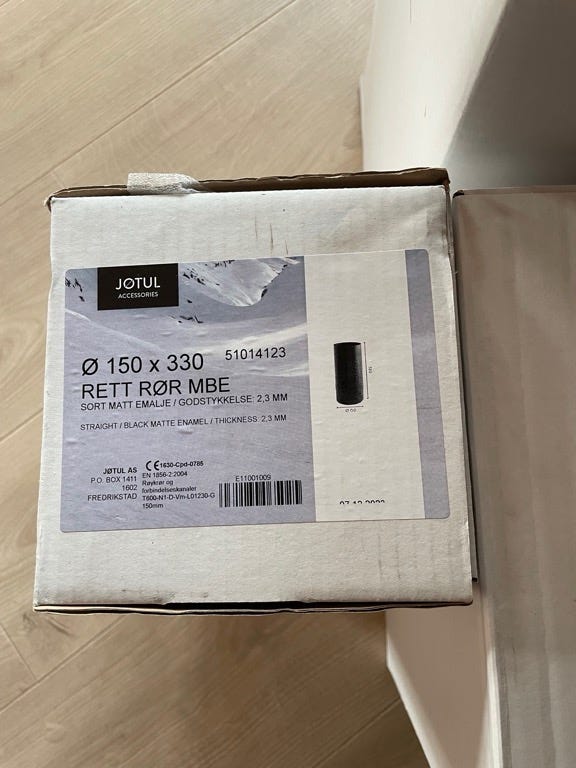 JØTUL
ACCESSORIES
Ø 150 x 330 51014123
RETT RØR MBE
SORT MATT EMALJE / GODSTYKKELSE: 2,3 MM
STRAIGHT / BLACK MATTE ENAMEL / THICKNESS: 2,3 MM
JØTUL AS
P.O. BOX 1411
1602
FREDRIKSTAD
CE 1630-Cpd-0785
EN 1856-2:2004
Røykrør og
forbindelseskanaler
T600-N1-D-Vm-L01230-G
150mm
E11001009